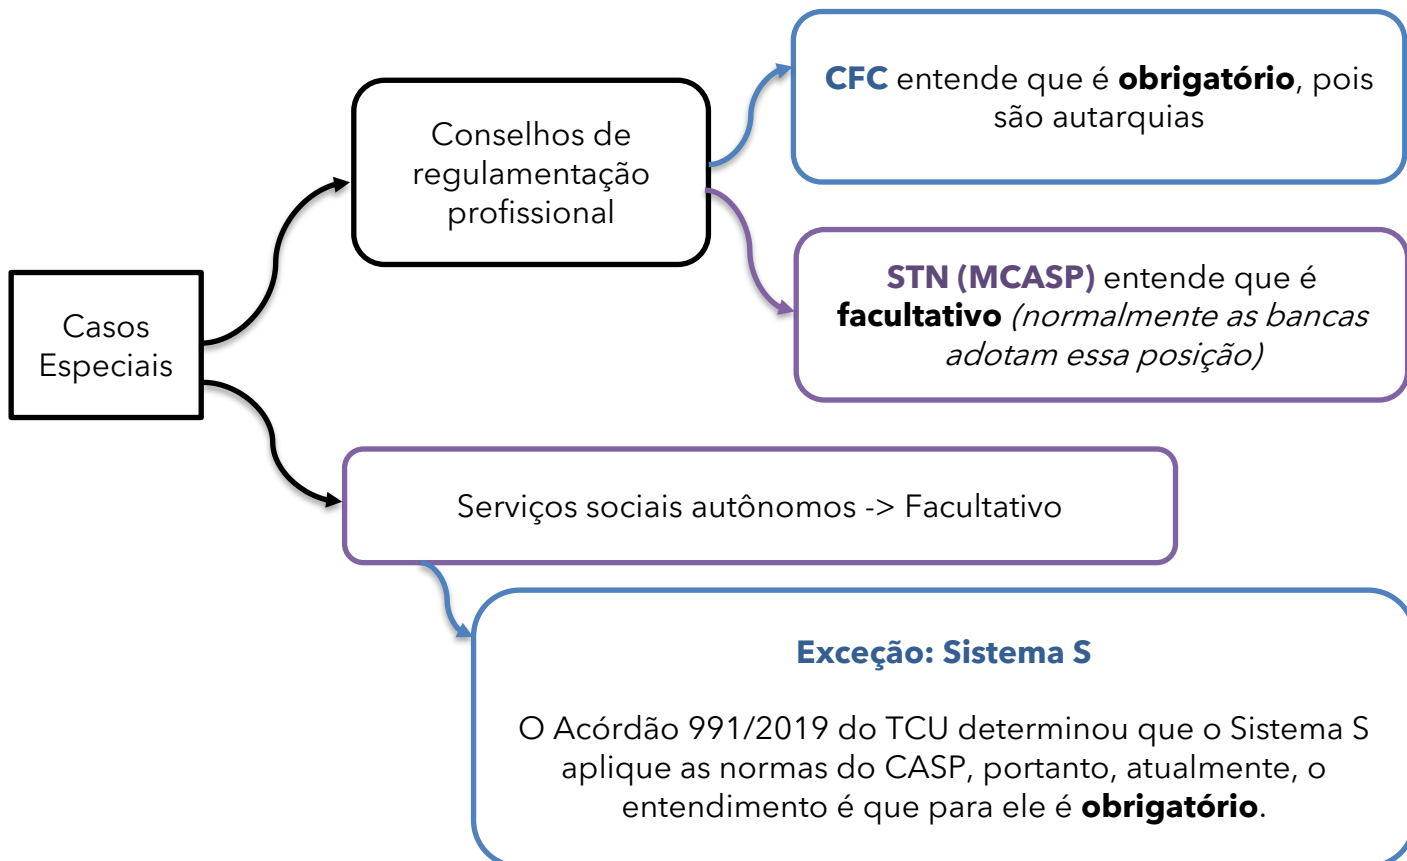 CFC entende que é obrigatório, pois
são autarquias
Conselhos de
regulamentação
profissional
STN (MCASP) entende que é
facultativo (normalmente as bancas
adotam essa posição)
Casos
Especiais
Serviços sociais autônomos -> Facultativo
Exceção: Sistema S
O Acórdão 991/2019 do TCU determinou que o Sistema S
aplique as normas do CASP, portanto, atualmente, o
entendimento é que para ele é obrigatório.